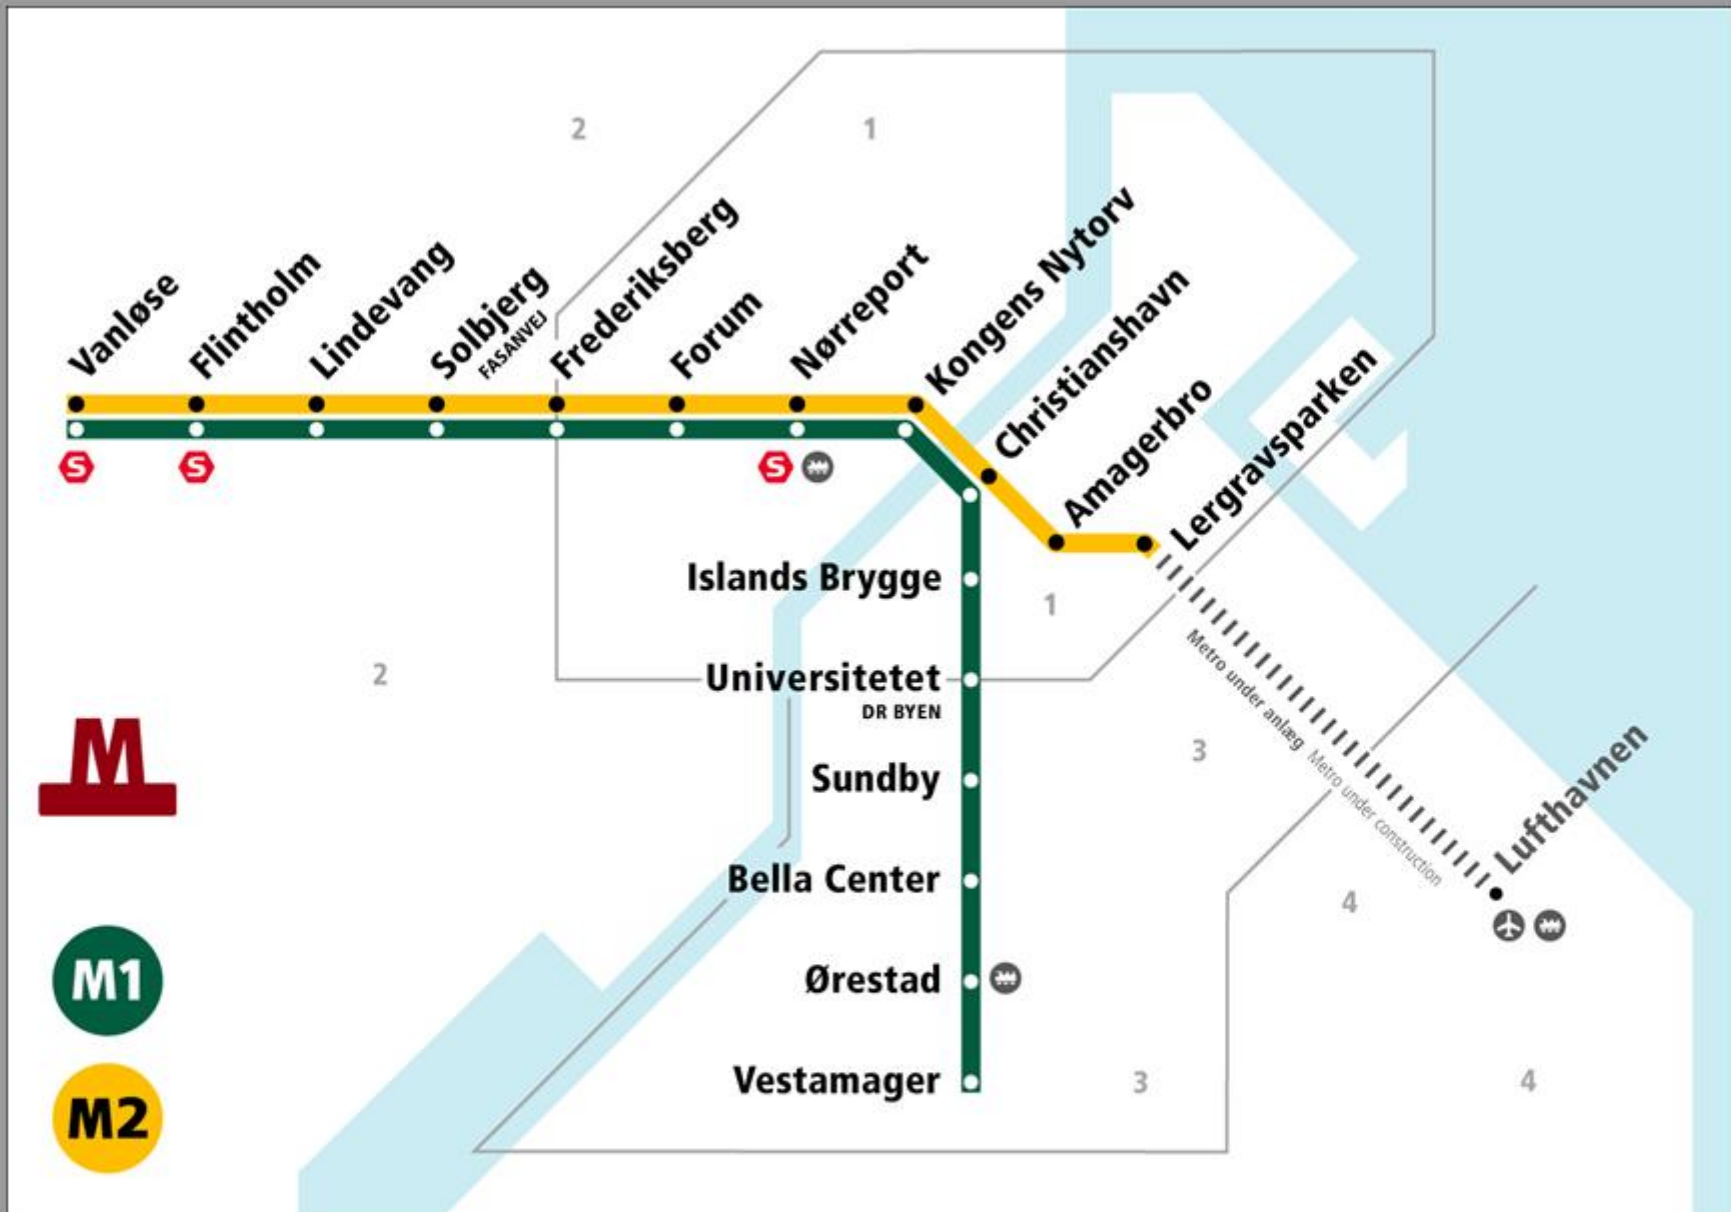 2
1
Vanløse
Flintholm
Lindevang
Solbjerg
FASANVEJ
Frederiksberg
Forum
Nørreport
Kongens Nytorv
Christianshavn
Amagerbro
Lergravsparken
S
S
S
Islands Brygge
1
2
Universitetet
DR BYEN
Metro under anlæg Metro under construction
M
Sundby
3
Lufthavnen
Bella Center
4
M1
Ørestad
Vestamager
3
4
M2